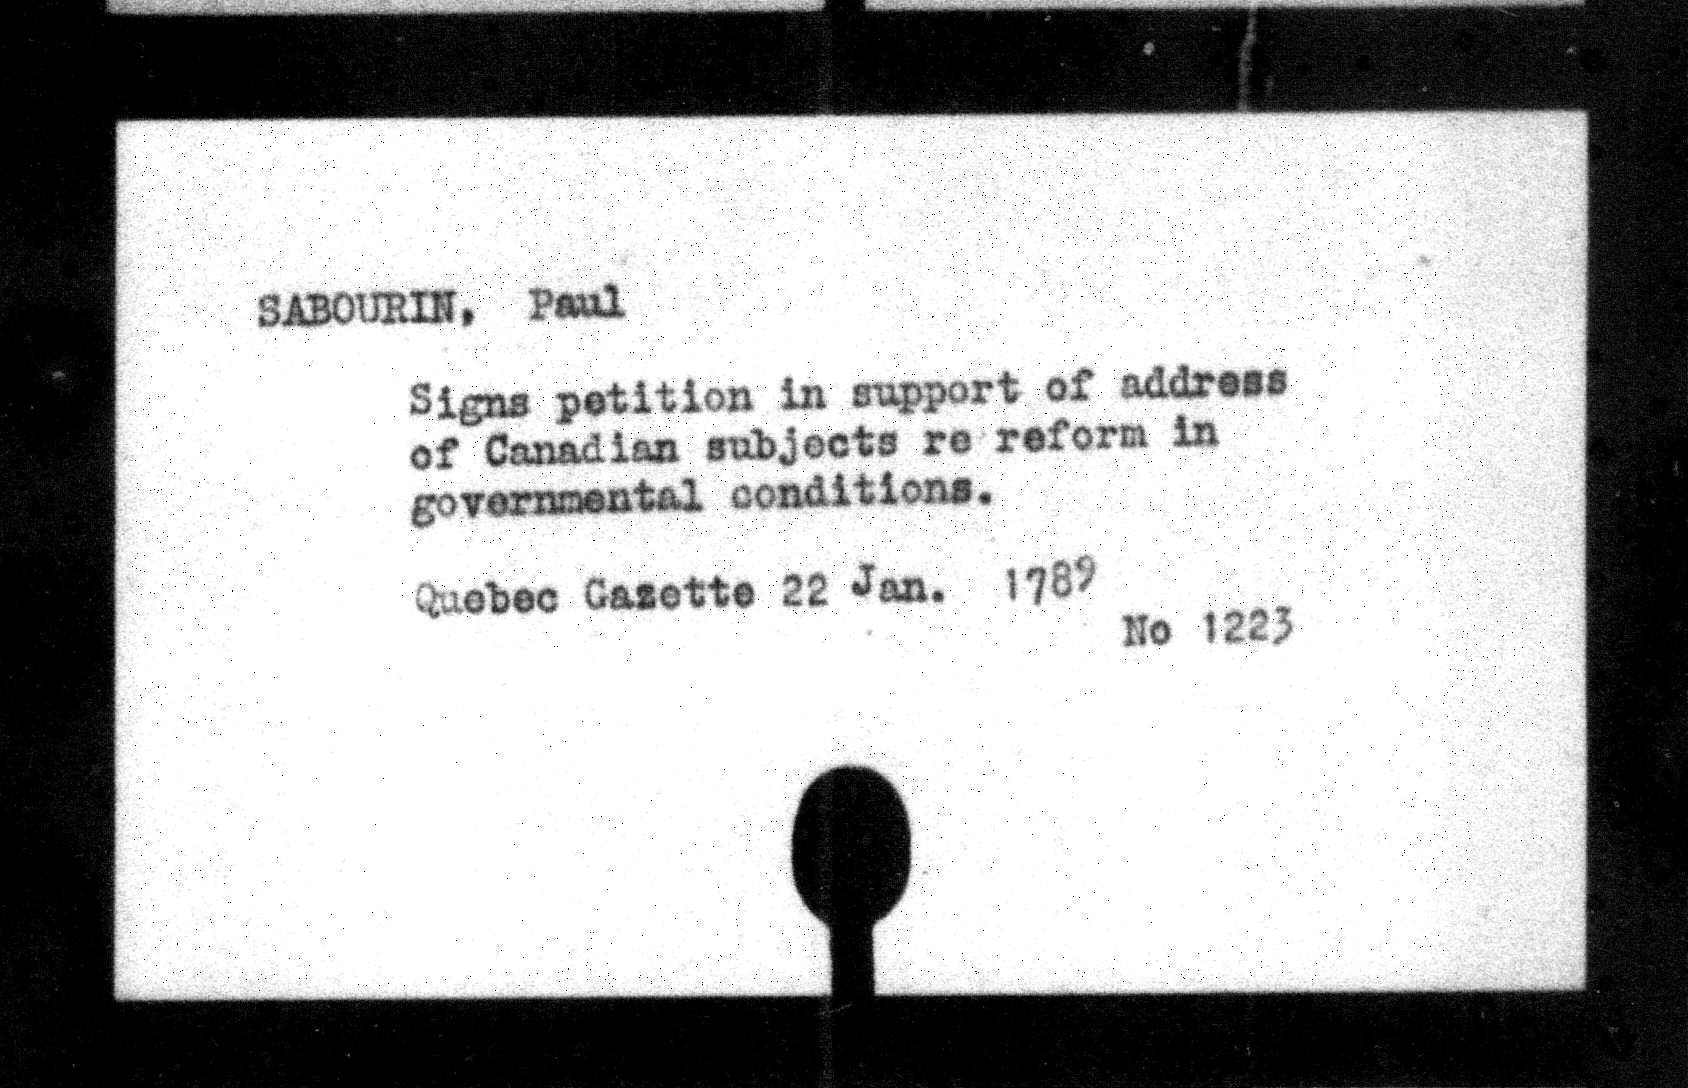 SABOURIN, Paul
Signs petition in support of address
of Canadian subjects re reform in
governmental conditions.
Quebec Gazette 22 Jan. 1789
No 1223